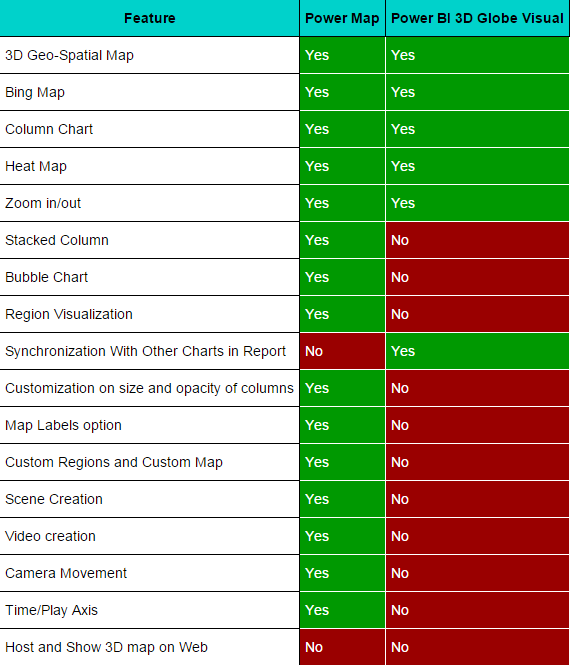 Feature Power Map Power BI 3D Globe Visual
3D Geo-Spatial Map Yes Yes
Bing Map Yes Yes
Column Chart Yes Yes
Heat Map Yes Yes
Zoom in/out Yes Yes
Stacked Column Yes No
Bubble Chart Yes No
Region Visualization Yes No
Synchronization With Other Charts in Report No Yes
Customization on size and opacity of columns Yes No
Map Labels option Yes No
Custom Regions and Custom Map Yes No
Scene Creation Yes No
Video creation Yes No
Camera Movement Yes No
Time/Play Axis Yes No
Host and Show 3D map on Web No No